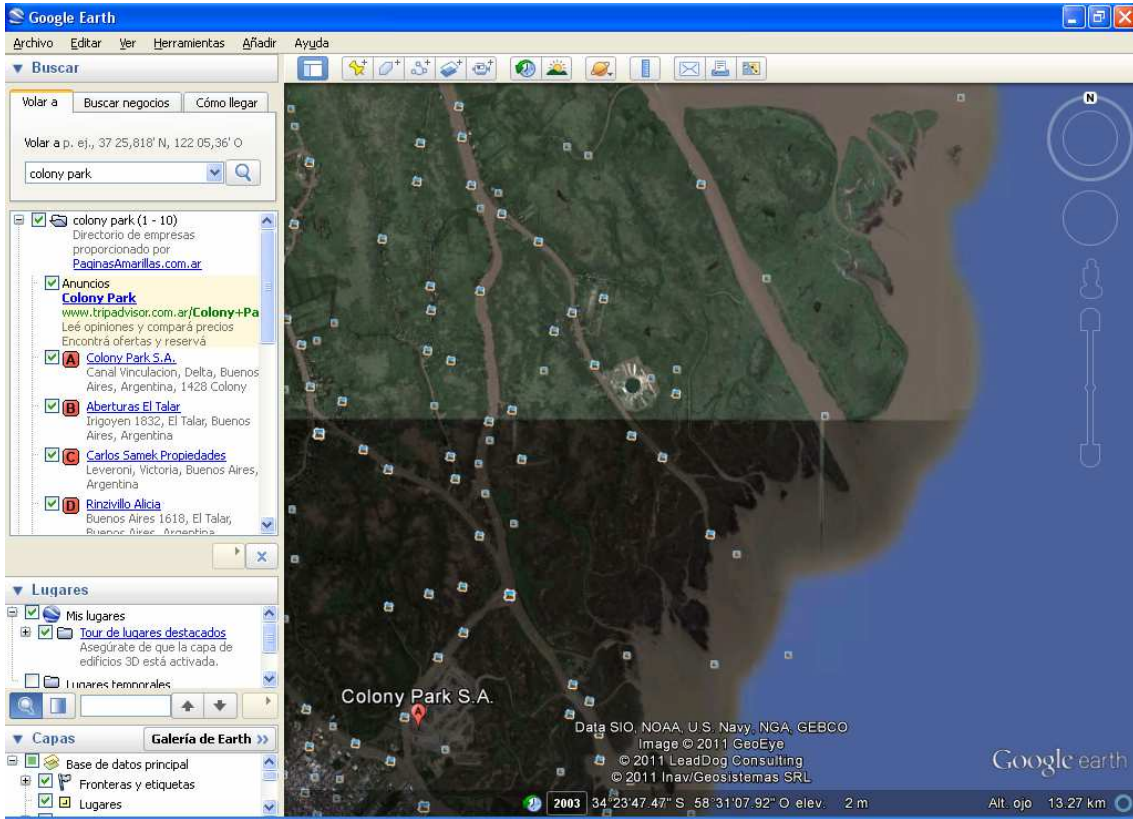 Google Earth
Archivo Editar Ver Herramientas Añadir Ayuda
Buscar
Volar a Buscar negocios Cómo llegar
Volar a p. ej., 37 25,818' N, 122 05,36' O
colony park
colony park (1 - 10)
Directorio de empresas
proporcionado por
PaginasAmarillas.com.ar
Anuncios
Colony Park
www.tripadvisor.com.ar/Colony+Pa
Leé opiniones y compará precios
Encontrá ofertas y reservá
A Colony Park S.A.
Canal Vinculacion, Delta, Buenos
Aires, Argentina, 1428 Colony
B Aberturas El Talar
Irigoyen 1832, El Talar, Buenos
Aires, Argentina
C Carlos Samek Propiedades
Leveroni, Victoria, Buenos Aires,
Argentina
D Rinzivillo Alicia
Buenos Aires 1618, El Talar,
Buenos Aires, Argentina
Lugares
Mis lugares
Tour de lugares destacados
Asegúrate de que la capa de
edificios 3D está activada.
Lugares temporales
Capas Galería de Earth >>
Base de datos principal
Fronteras y etiquetas
Lugares
N
Colony Park S.A.
A
Data SIO, NOAA, U.S. Navy, NGA, GEBCO
Image © 2011 GeoEye
© 2011 LeadDog Consulting
© 2011 Inav/Geosistemas SRL
Google earth
2003 34°23'47.47" S 58°31'07.92" O elev. 2 m Alt. ojo 13.27 km